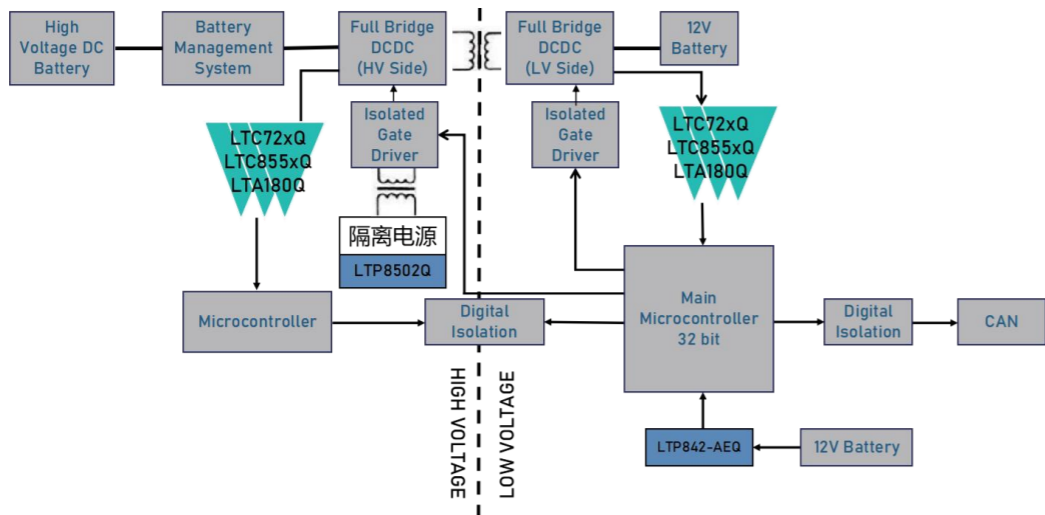 High
Voltage DC
Battery
Battery
Management
System
Full Bridge
DCDC
(HV Side)
Full Bridge
DCDC
(LV Side)
12V
Battery
LTC72xQ
LTC855xQ
LTA180Q
Isolated
Gate
Driver
Isolated
Gate
Driver
LTC72xQ
LTC855xQ
LTA180Q
隔离电源
LTP8502Q
Microcontroller
Digital
Isolation
Main
Microcontroller
32 bit
Digital
Isolation
CAN
HIGH VOLTAGE
LOW VOLTAGE
LTP842-AEQ
12V Battery